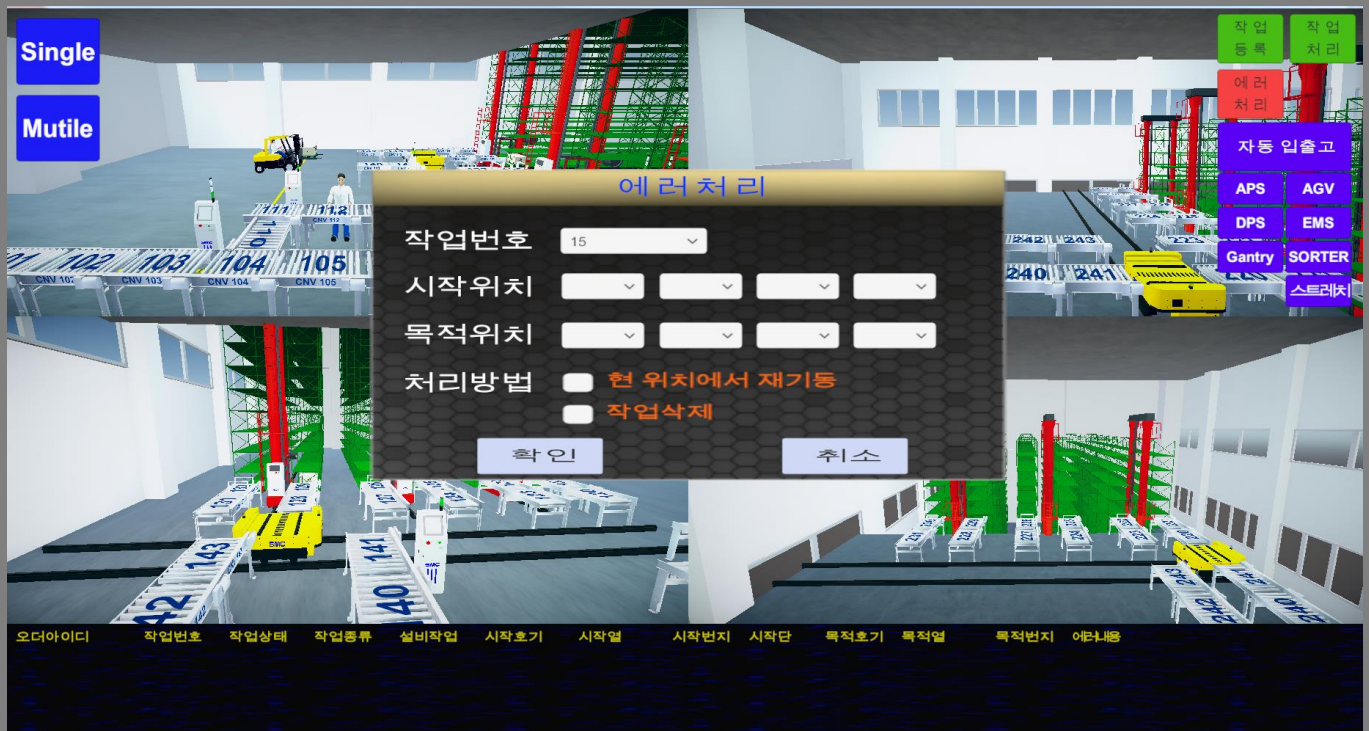 Single
Mutile
작업
등록
작업
처리
에러
처리
자동 입출고
APS
AGV
DPS
EMS
Gantry
SORTER
스트레치
에러처리
작업번호
15
시작위치
목적위치
처리방법
현 위치에서 재기동
작업삭제
확인
취소
111
112
CNV 112
110
102
103
104
105
CNV 103
CNV 104
CNV 105
242
243
223
240
241
143
142
141
140
SMC
오더아이디 작업번호 작업상태 작업종류 설비작업 시작호기 시작열 시작번지 시작단 목적호기 목적열 목적번지 에러내용